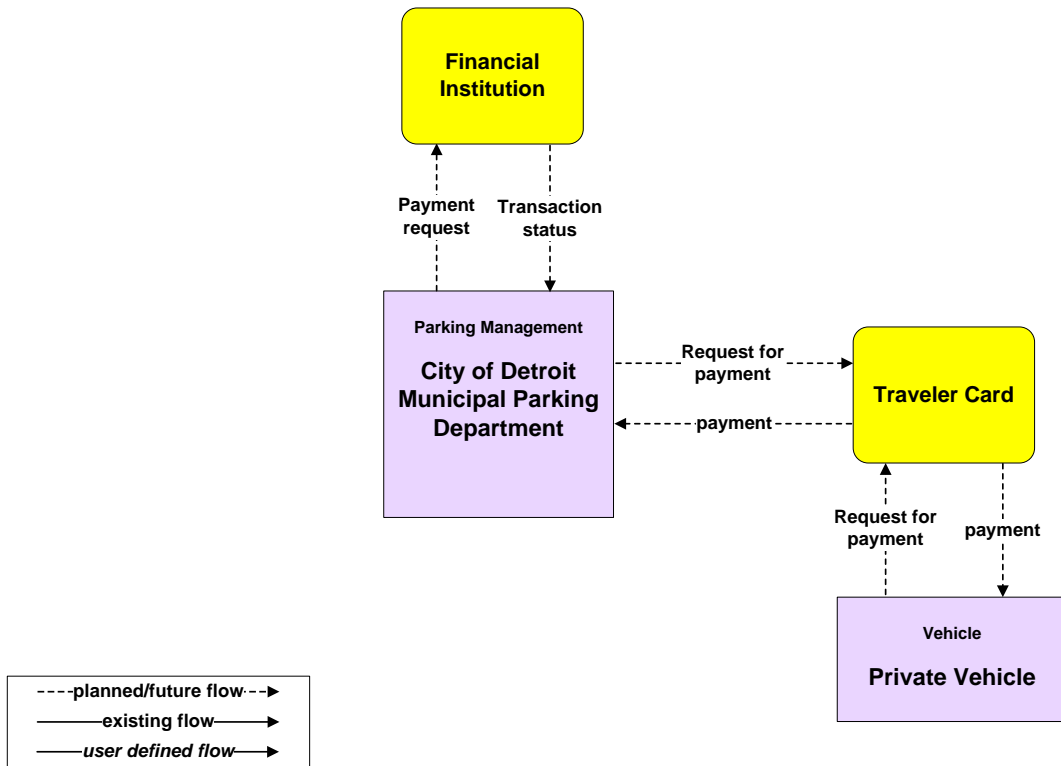 Financial
Institution
Payment
request
Transaction
status
Parking Management
City of Detroit
Municipal Parking
Department
Request for
payment
payment
Traveler Card
Request for
payment
payment
Vehicle
Private Vehicle
planned/future flow
existing flow
user defined flow